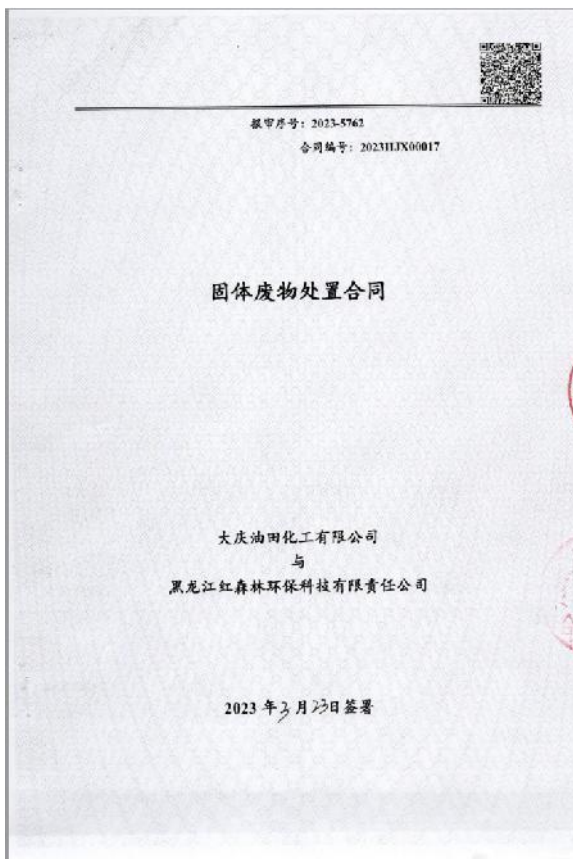 报审序号：2023-5762
合同编号：2023HJX00017
固体废物处置合同
大庆油田化工有限公司
与
黑龙江红森林环保科技有限责任公司
2023 年3 月23日签署